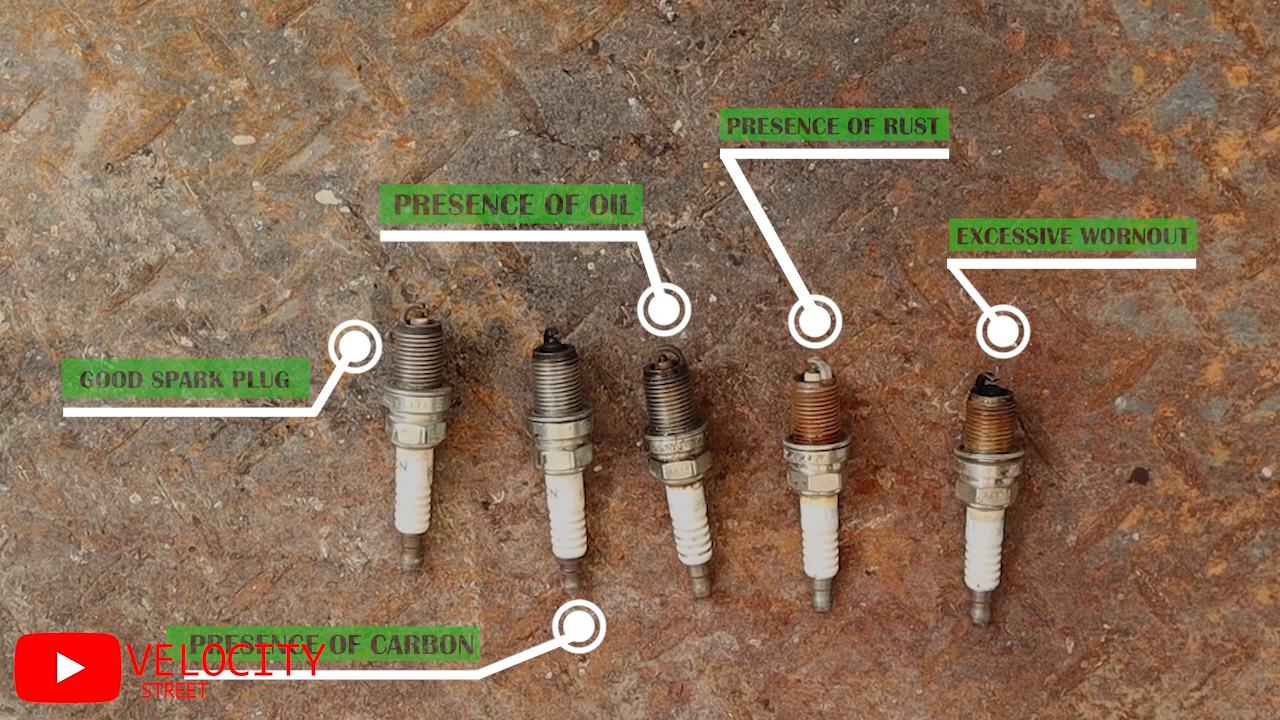 PRESENCE OF RUST
PRESENCE OF OIL
EXCESSIVE WORNOUT
GOOD SPARK PLUG
PRESENCE OF CARBON
VELOCITY
STREET